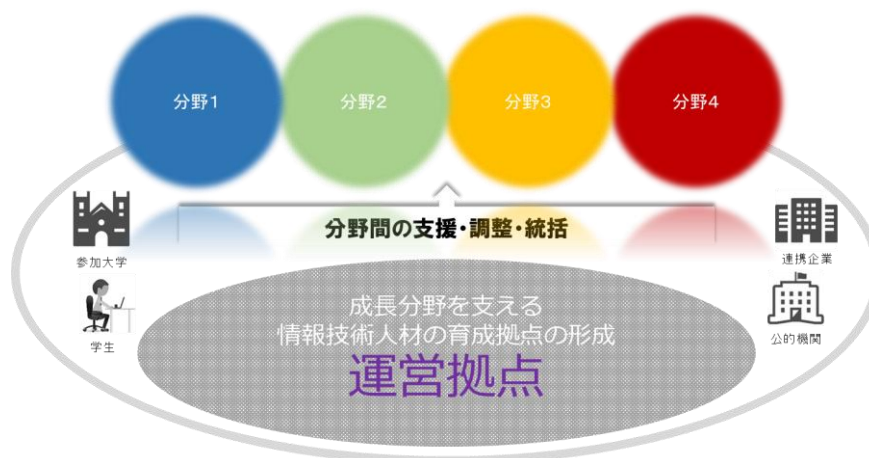 分野1
分野2
分野3
分野4
分野間の支援・調整・統括
参加大学
連携企業
学生
公的機関
成長分野を支える
情報技術人材の育成拠点の形成
運営拠点